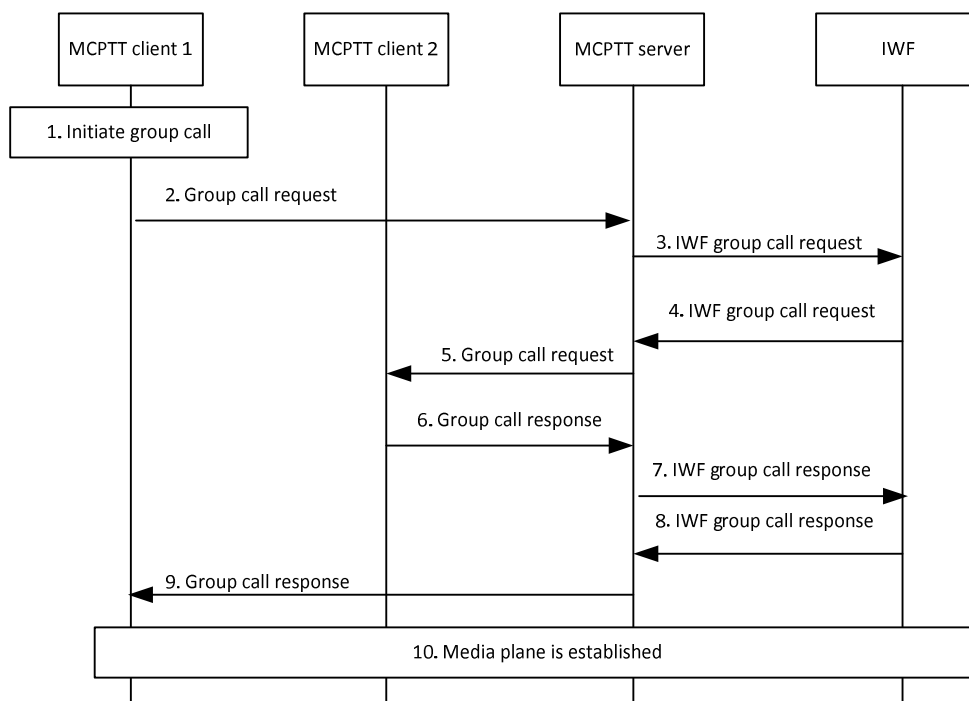 MCPTT client 1
MCPTT client 2
MCPTT server
IWF
1. Initiate group call
2. Group call request
3. IWF group call request
4. IWF group call request
5. Group call request
6. Group call response
7. IWF group call response
8. IWF group call response
9. Group call response
10. Media plane is established